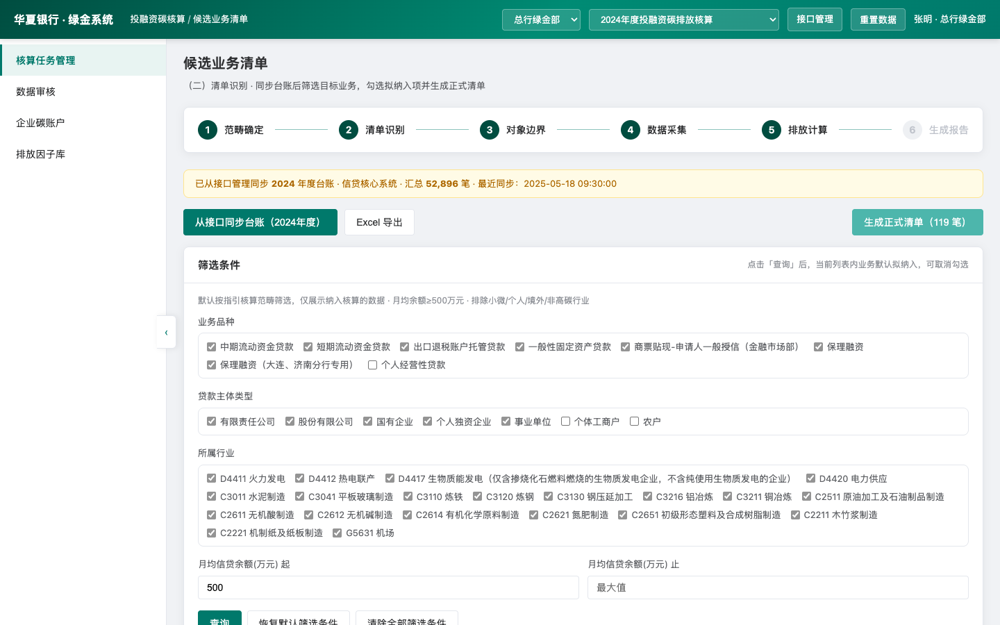 华夏银行 · 绿金系统
投融资碳核算 / 候选业务清单
总行绿金部
2024年度投融资碳排放核算
接口管理
重置数据
张明 · 总行绿金部
核算任务管理
数据审核
企业碳账户
排放因子库
候选业务清单
（二）清单识别 · 同步台账后筛选目标业务，勾选拟纳入项并生成正式清单
1 范畴确定
2 清单识别
3 对象边界
4 数据采集
5 排放计算
6 生成报告
已从接口管理同步 2024 年度台账 · 信贷核心系统 · 汇总 52,896 笔 · 最近同步：2025-05-18 09:30:00
从接口同步台账（2024年度）
Excel 导出
生成正式清单（119 笔）
筛选条件
点击「查询」后，当前列表内业务默认拟纳入，可取消勾选
默认按指引核算范畴筛选，仅展示纳入核算的数据 · 月均余额≥500万元 · 排除小微/个人/境外/非高碳行业
业务品种
中期流动资金贷款 短期流动资金贷款 出口退税账户托管贷款 一般性固定资产贷款 商票贴现-申请人一般授信（金融市场部） 保理融资
保理融资（大连、济南分行专用） 个人经营性贷款
贷款主体类型
有限责任公司 股份有限公司 国有企业 个人独资企业 事业单位 个体工商户 农户
所属行业
D4411 火力发电 D4412 热电联产 D4417 生物质能发电（仅含掺烧化石燃料燃烧的生物质发电企业，不含纯使用生物质发电的企业） D4420 电力供应
C3011 水泥制造 C3041 平板玻璃制造 C3110 炼铁 C3120 炼钢 C3130 钢压延加工 C3216 铝冶炼 C3211 铜冶炼 C2511 原油加工及石油制品制造
C2611 无机酸制造 C2612 无机碱制造 C2614 有机化学原料制造 C2621 氮肥制造 C2651 初级形态塑料及合成树脂制造 C2211 木竹浆制造
C2221 机制纸及纸板制造 G5631 机场
月均信贷余额(万元) 起
月均信贷余额(万元) 止
500
最大值
查询
恢复默认筛选条件
清除全部筛选条件